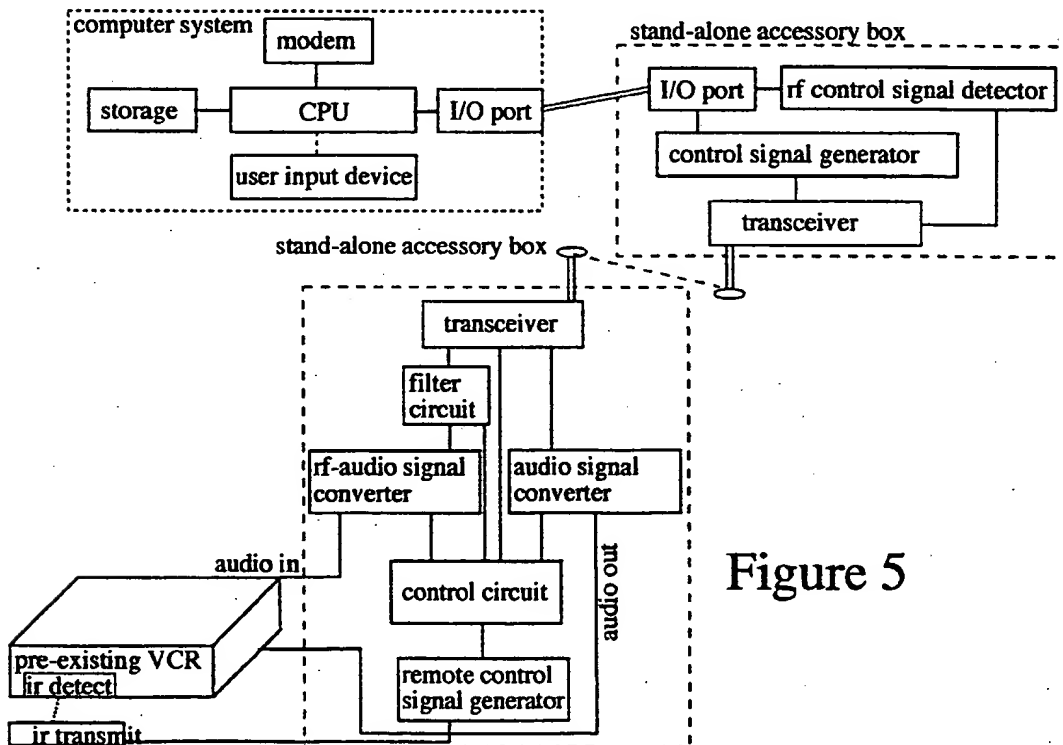 computer system
modem
storage
CPU
I/O port
user input device
stand-alone accessory box
I/O port
rf control signal detector
control signal generator
transceiver
stand-alone accessory box
transceiver
filter
circuit
rf-audio signal
converter
audio signal
converter
audio in
control circuit
audio out
Figure 5
pre-existing VCR
ir detect
remote control
signal generator
ir transmit